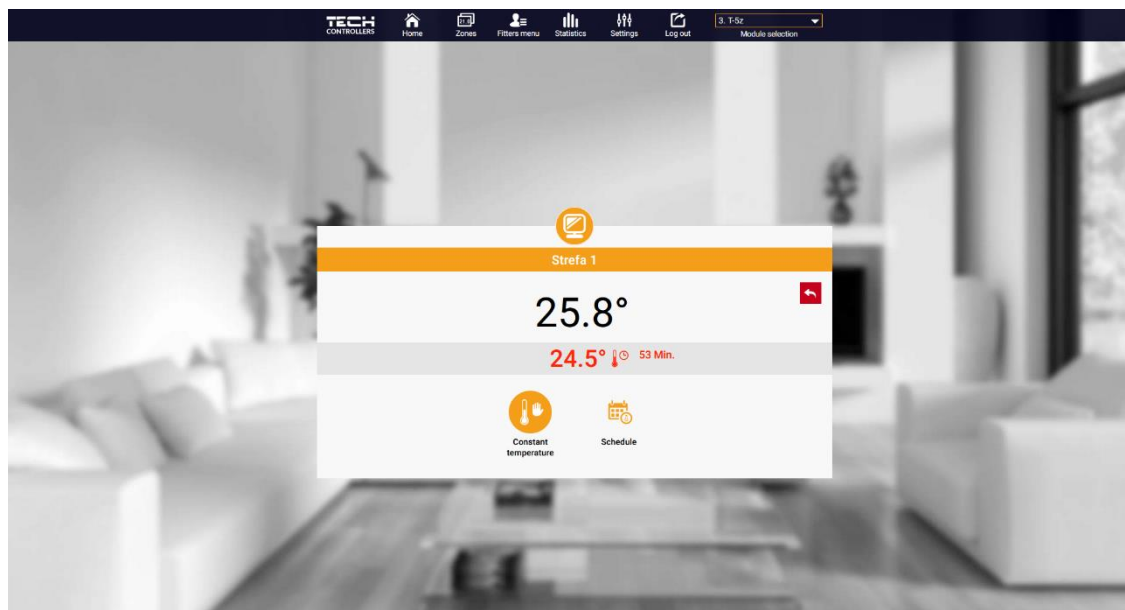 TECH
CONTROLLERS
Home
Zones
Fitters menu
Statistics
Settings
Log out
3. T-5z
Module selection
Strefa 1
25.8°
24.5° 53 Min.
Constant
temperature
Schedule